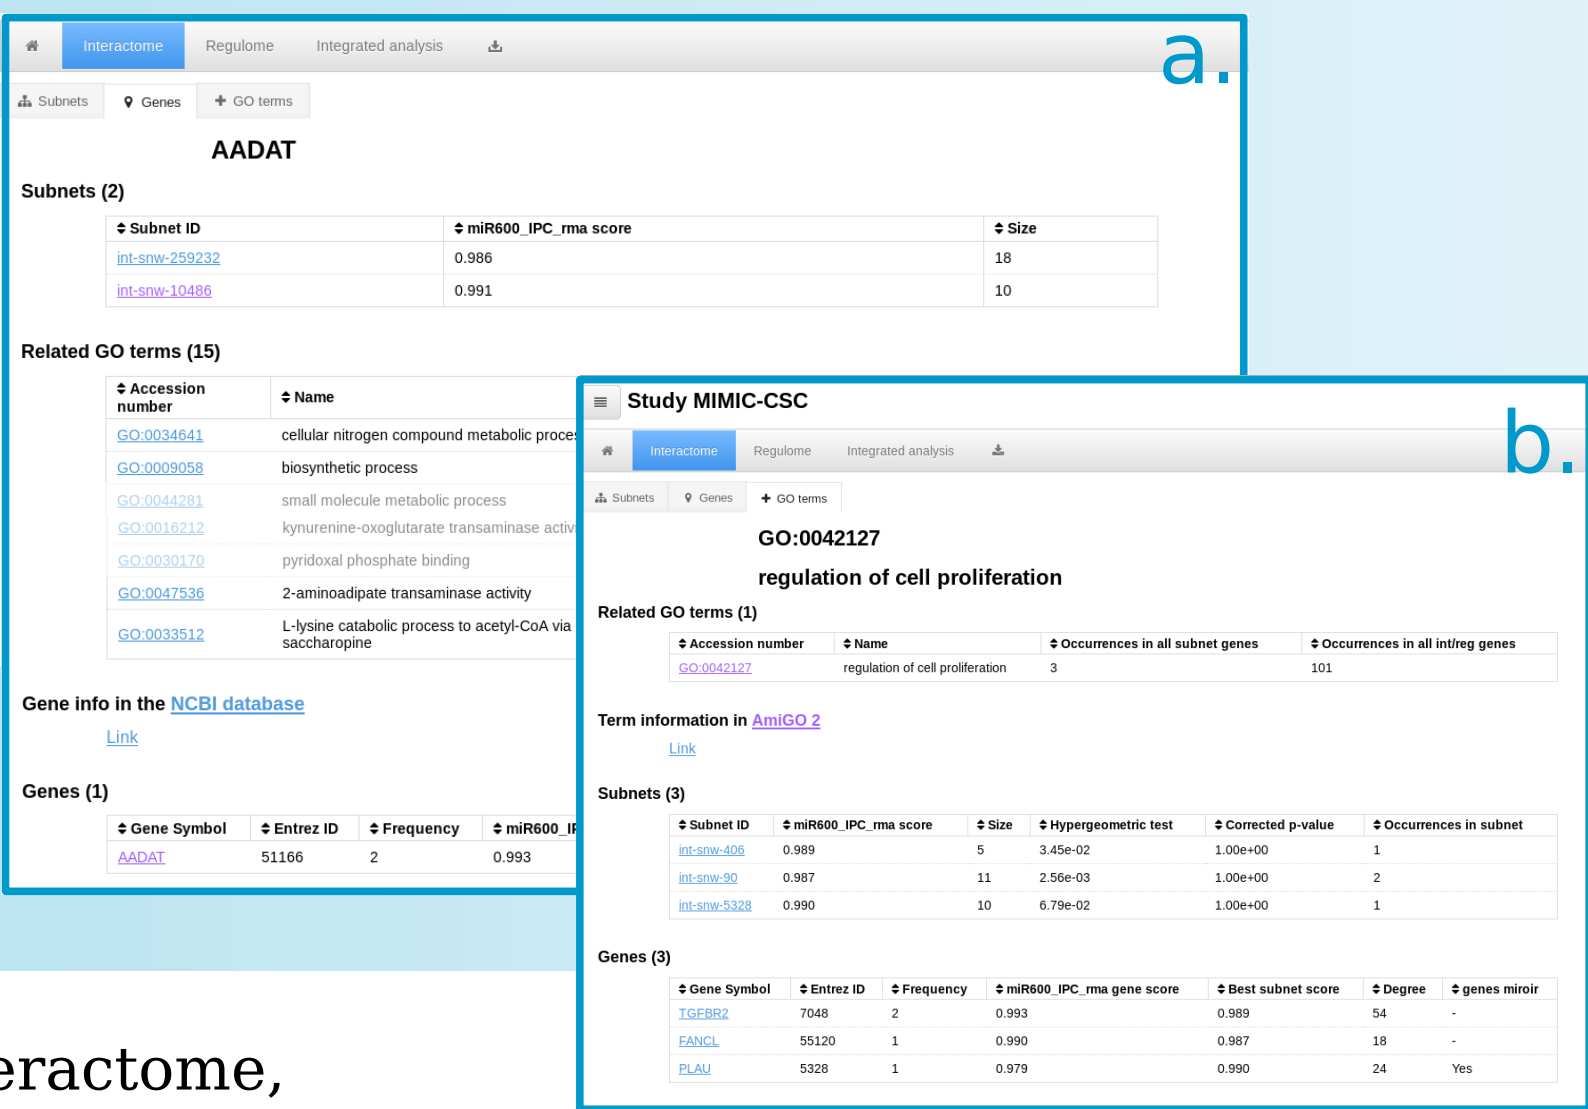 a.
Interactome Regulome Integrated analysis
Subnets Genes GO terms
AADAT
Subnets (2)
Subnet ID miR600_IPC_rma score Size
int-snw-259232 0.986 18
int-snw-10486 0.991 10
Related GO terms (15)
Accession number Name
GO:0034641 cellular nitrogen compound metabolic
GO:0009058 biosynthetic process
GO:0044281 small molecule metabolic process
GO:0016212 kynurenine-oxoglutarate transaminase
GO:0030170 pyridoxal phosphate binding
GO:0047536 2-aminoadipate transaminase activity
GO:0033512 L-lysine catabolic process to acetyl-CoA via
saccharopine
Gene info in the NCBI database
Link
Genes (1)
Gene Symbol Entrez ID Frequency
AADAT 51166 2 0.993
b.
Study MIMIC-CSC
Interactome Regulome Integrated analysis
Subnets Genes GO terms
GO:0042127
regulation of cell proliferation
Related GO terms (1)
Accession number Name Occurrences in all subnet genes Occurrences in all int/reg genes
GO:0042127 regulation of cell proliferation 3 101
Term information in AmiGO 2
Link
Subnets (3)
Subnet ID miR600_IPC_rma score Size Hypergeometric test Corrected p-value Occurrences in subnet
int-snw-406 0.989 5 3.45e-02 1.00e+00 1
int-snw-90 0.987 11 2.56e-03 1.00e+00 2
int-snw-5328 0.990 10 6.79e-02 1.00e+00 1
Genes (3)
Gene Symbol Entrez ID Frequency miR600_IPC_rma gene score Best subnet score Degree genes miroir
TGFBR2 7048 2 0.993 0.989 54 -
FANCL 55120 1 0.990 0.987 18 -
PLAU 5328 1 0.979 0.990 24 Yes
eractome,